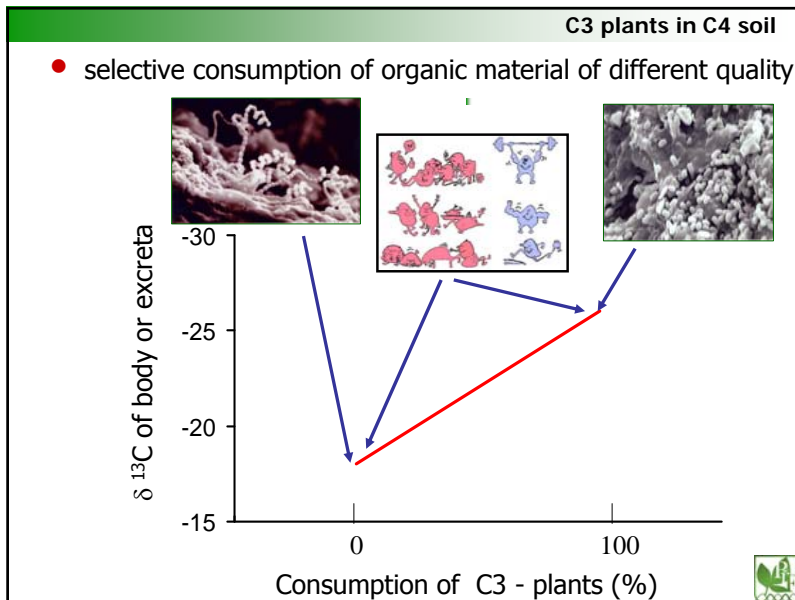 C3 plants in C4 soil
• selective consumption of organic material of different quality
-30
-25
-20
-15
δ ¹³C of body or excreta
0
100
Consumption of C3 - plants (%)